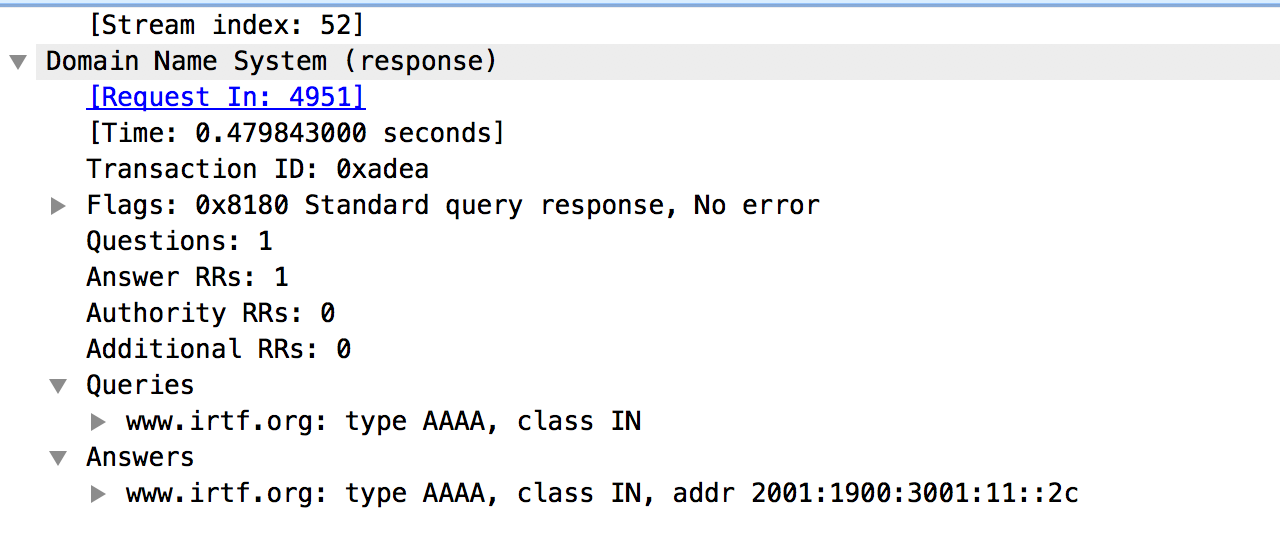 [Stream index: 52]
Domain Name System (response)
[Request In: 4951]
[Time: 0.479843000 seconds]
Transaction ID: 0xadea
Flags: 0x8180 Standard query response, No error
Questions: 1
Answer RRs: 1
Authority RRs: 0
Additional RRs: 0
Queries
www.irtf.org: type AAAA, class IN
Answers
www.irtf.org: type AAAA, class IN, addr 2001:1900:3001:11::2c